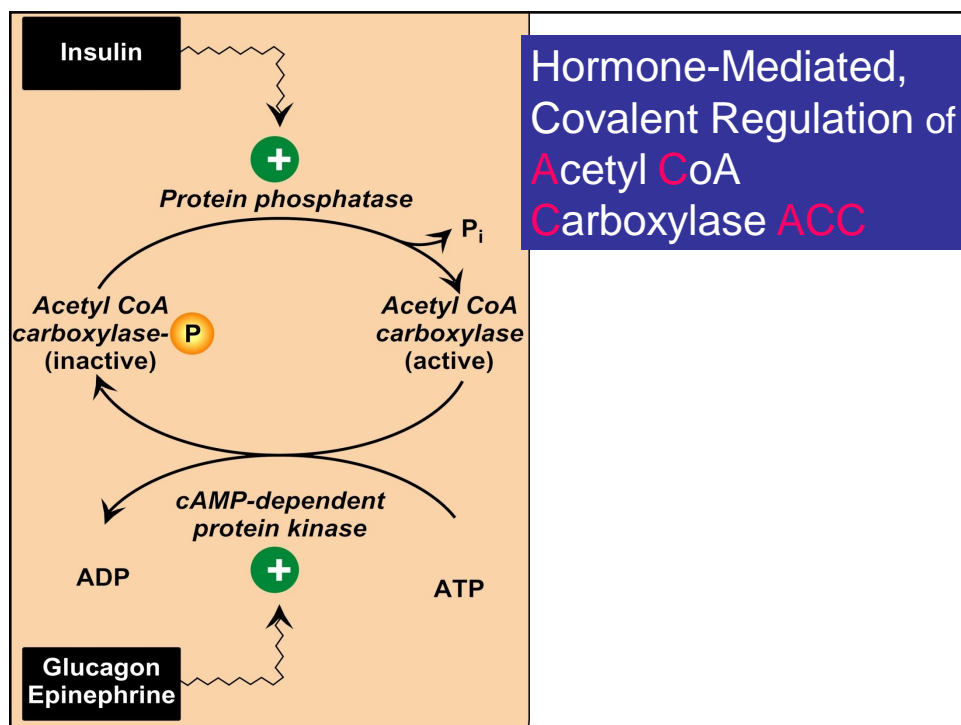 Insulin
Hormone-Mediated,
Covalent Regulation of
Acetyl CoA
Carboxylase ACC
+
Protein phosphatase
Pi
Acetyl CoA
carboxylase- P
(inactive)
Acetyl CoA
carboxylase
(active)
cAMP-dependent
protein kinase
+
ADP
ATP
Glucagon
Epinephrine